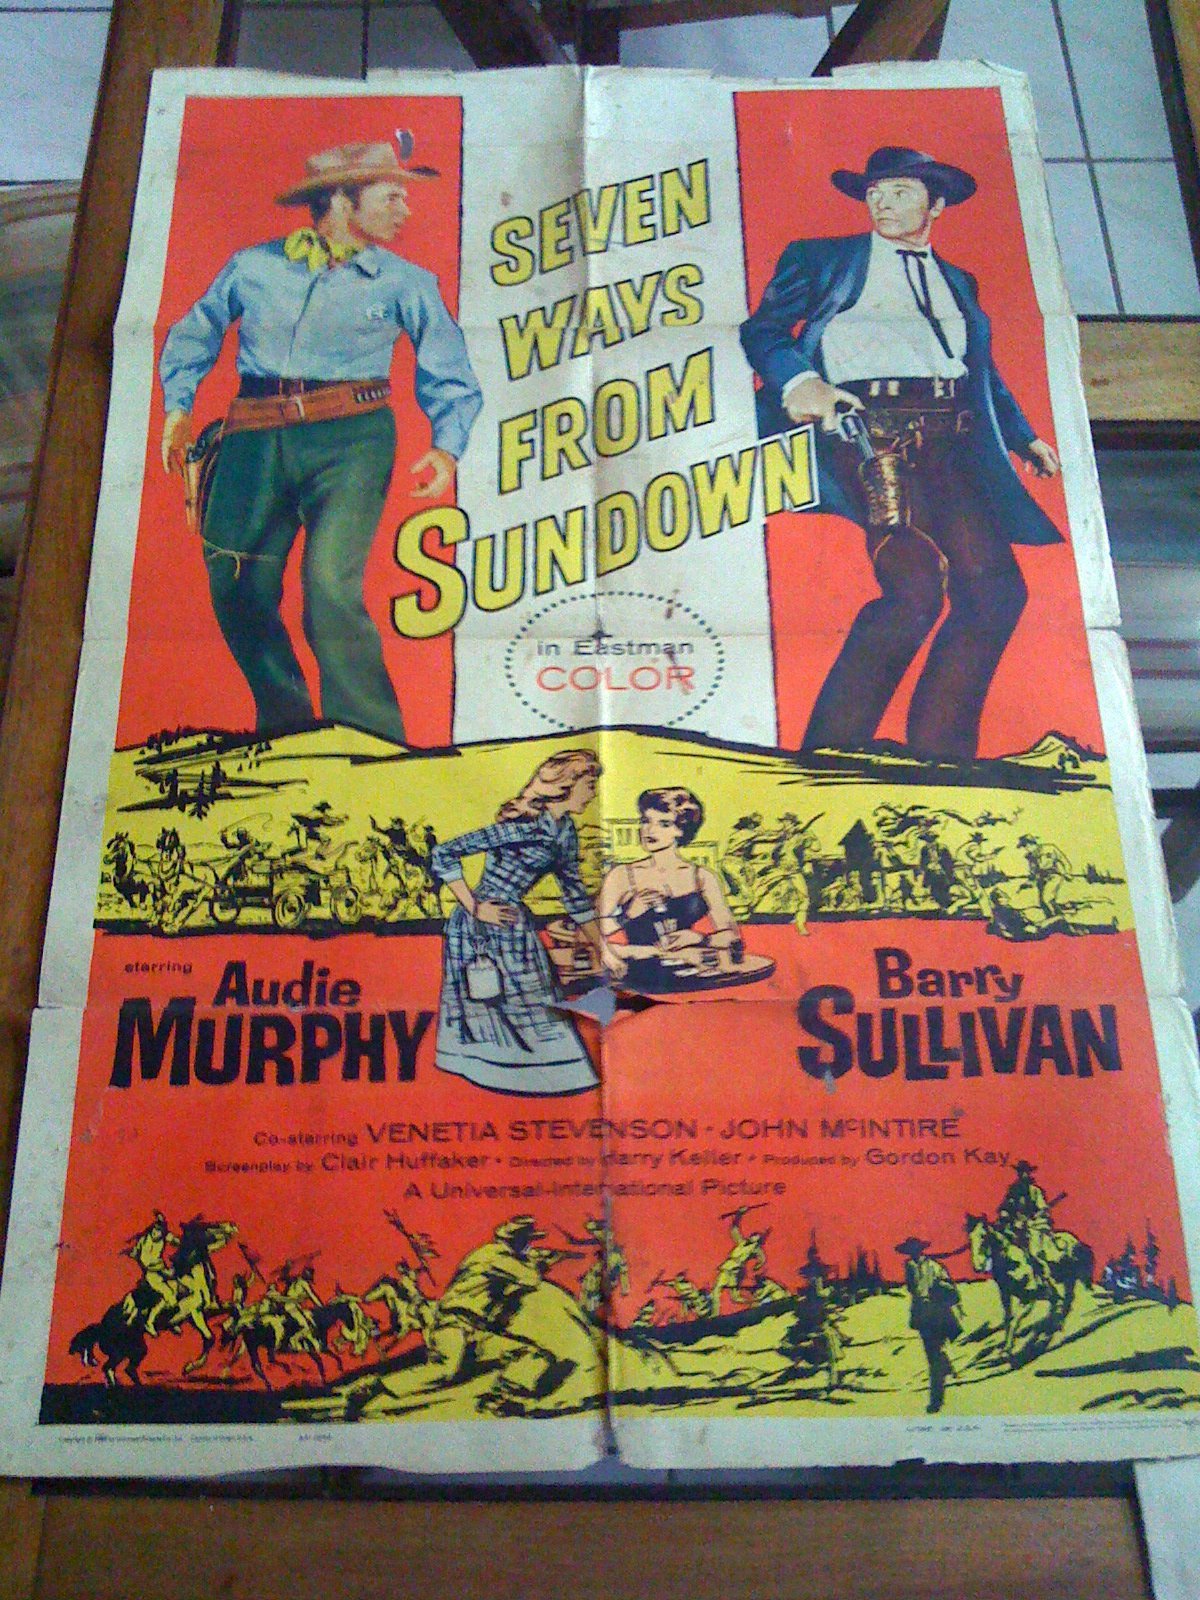 SEVEN
WAYS
FROM
SUNDOWN
in Eastman
COLOR
starring
Audie
MURPHY
Barry
SULLIVAN
Co-starring VENETIA STEVENSON • JOHN McINTIRE
Screenplay by Clair Huffaker • Directed by Harry Keller • Produced by Gordon Kay
A Universal-International Picture